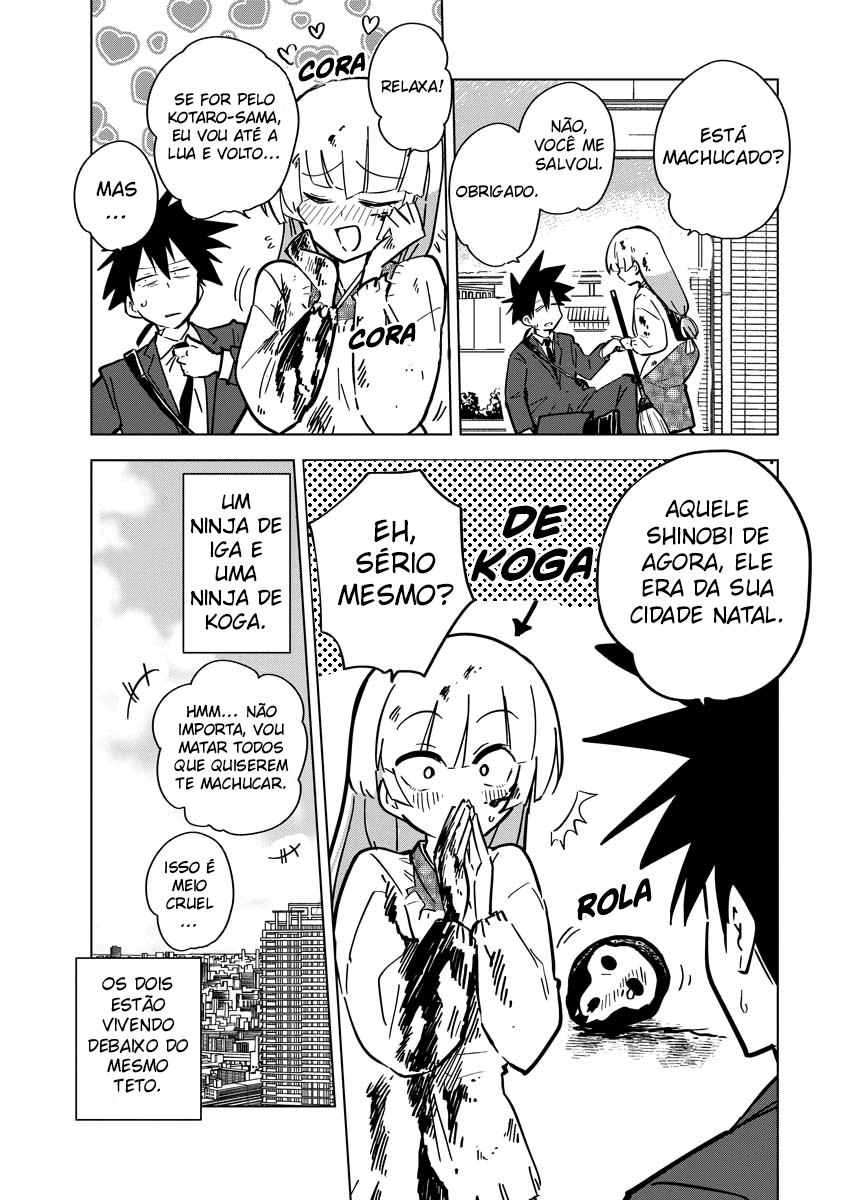 ESTÁ
MACHUCADO?
NÃO,
VOCÊ ME
SALVOU.
OBRIGADO.
RELAXA!
CORA
SE FOR PELO
KOTARO-SAMA,
EU VOU ATÉ A
LUA E VOLTO...
CORA
MAS
...
AQUELE
SHINOBI DE
AGORA, ELE
ERA DA SUA
CIDADE NATAL.
DE
KOGA
EH,
SÉRIO
MESMO?
ROLA
UM
NINJA DE
IGA E
UMA
NINJA DE
KOGA.
HMM... NÃO
IMPORTA, VOU
MATAR TODOS
QUE QUISEREM
TE MACHUCAR.
ISSO É
MEIO
CRUEL
...
OS DOIS
ESTÃO
VIVENDO
DEBAIXO DO
MESMO
TETO.